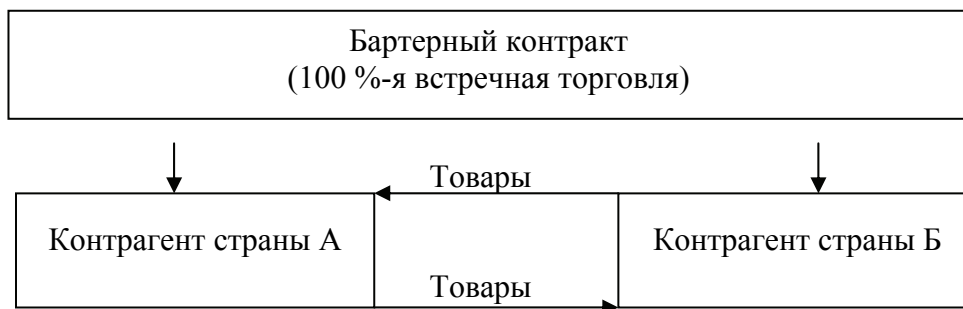 Бартерный контракт
(100 %-я встречная торговля)
Товары
Контрагент страны А
Контрагент страны Б
Товары